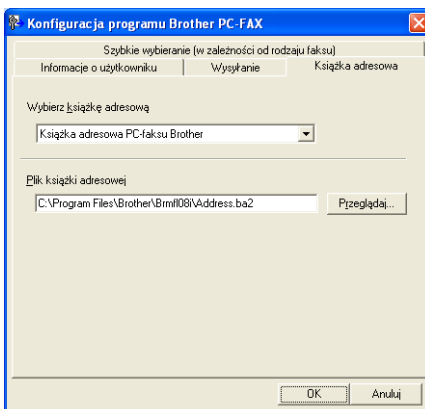 Konfiguracja programu Brother PC-FAX
Szybkie wybieranie (w zależności od rodzaju faksu)
Informacje o użytkowniku
Wysyłanie
Książka adresowa
Wybierz książkę adresową
Książka adresowa PC-faksu Brother
Plik książki adresowej
C:\Program Files\Brother\Brmfl08i\Address.ba2
Przeglądaj...
OK
Anuluj